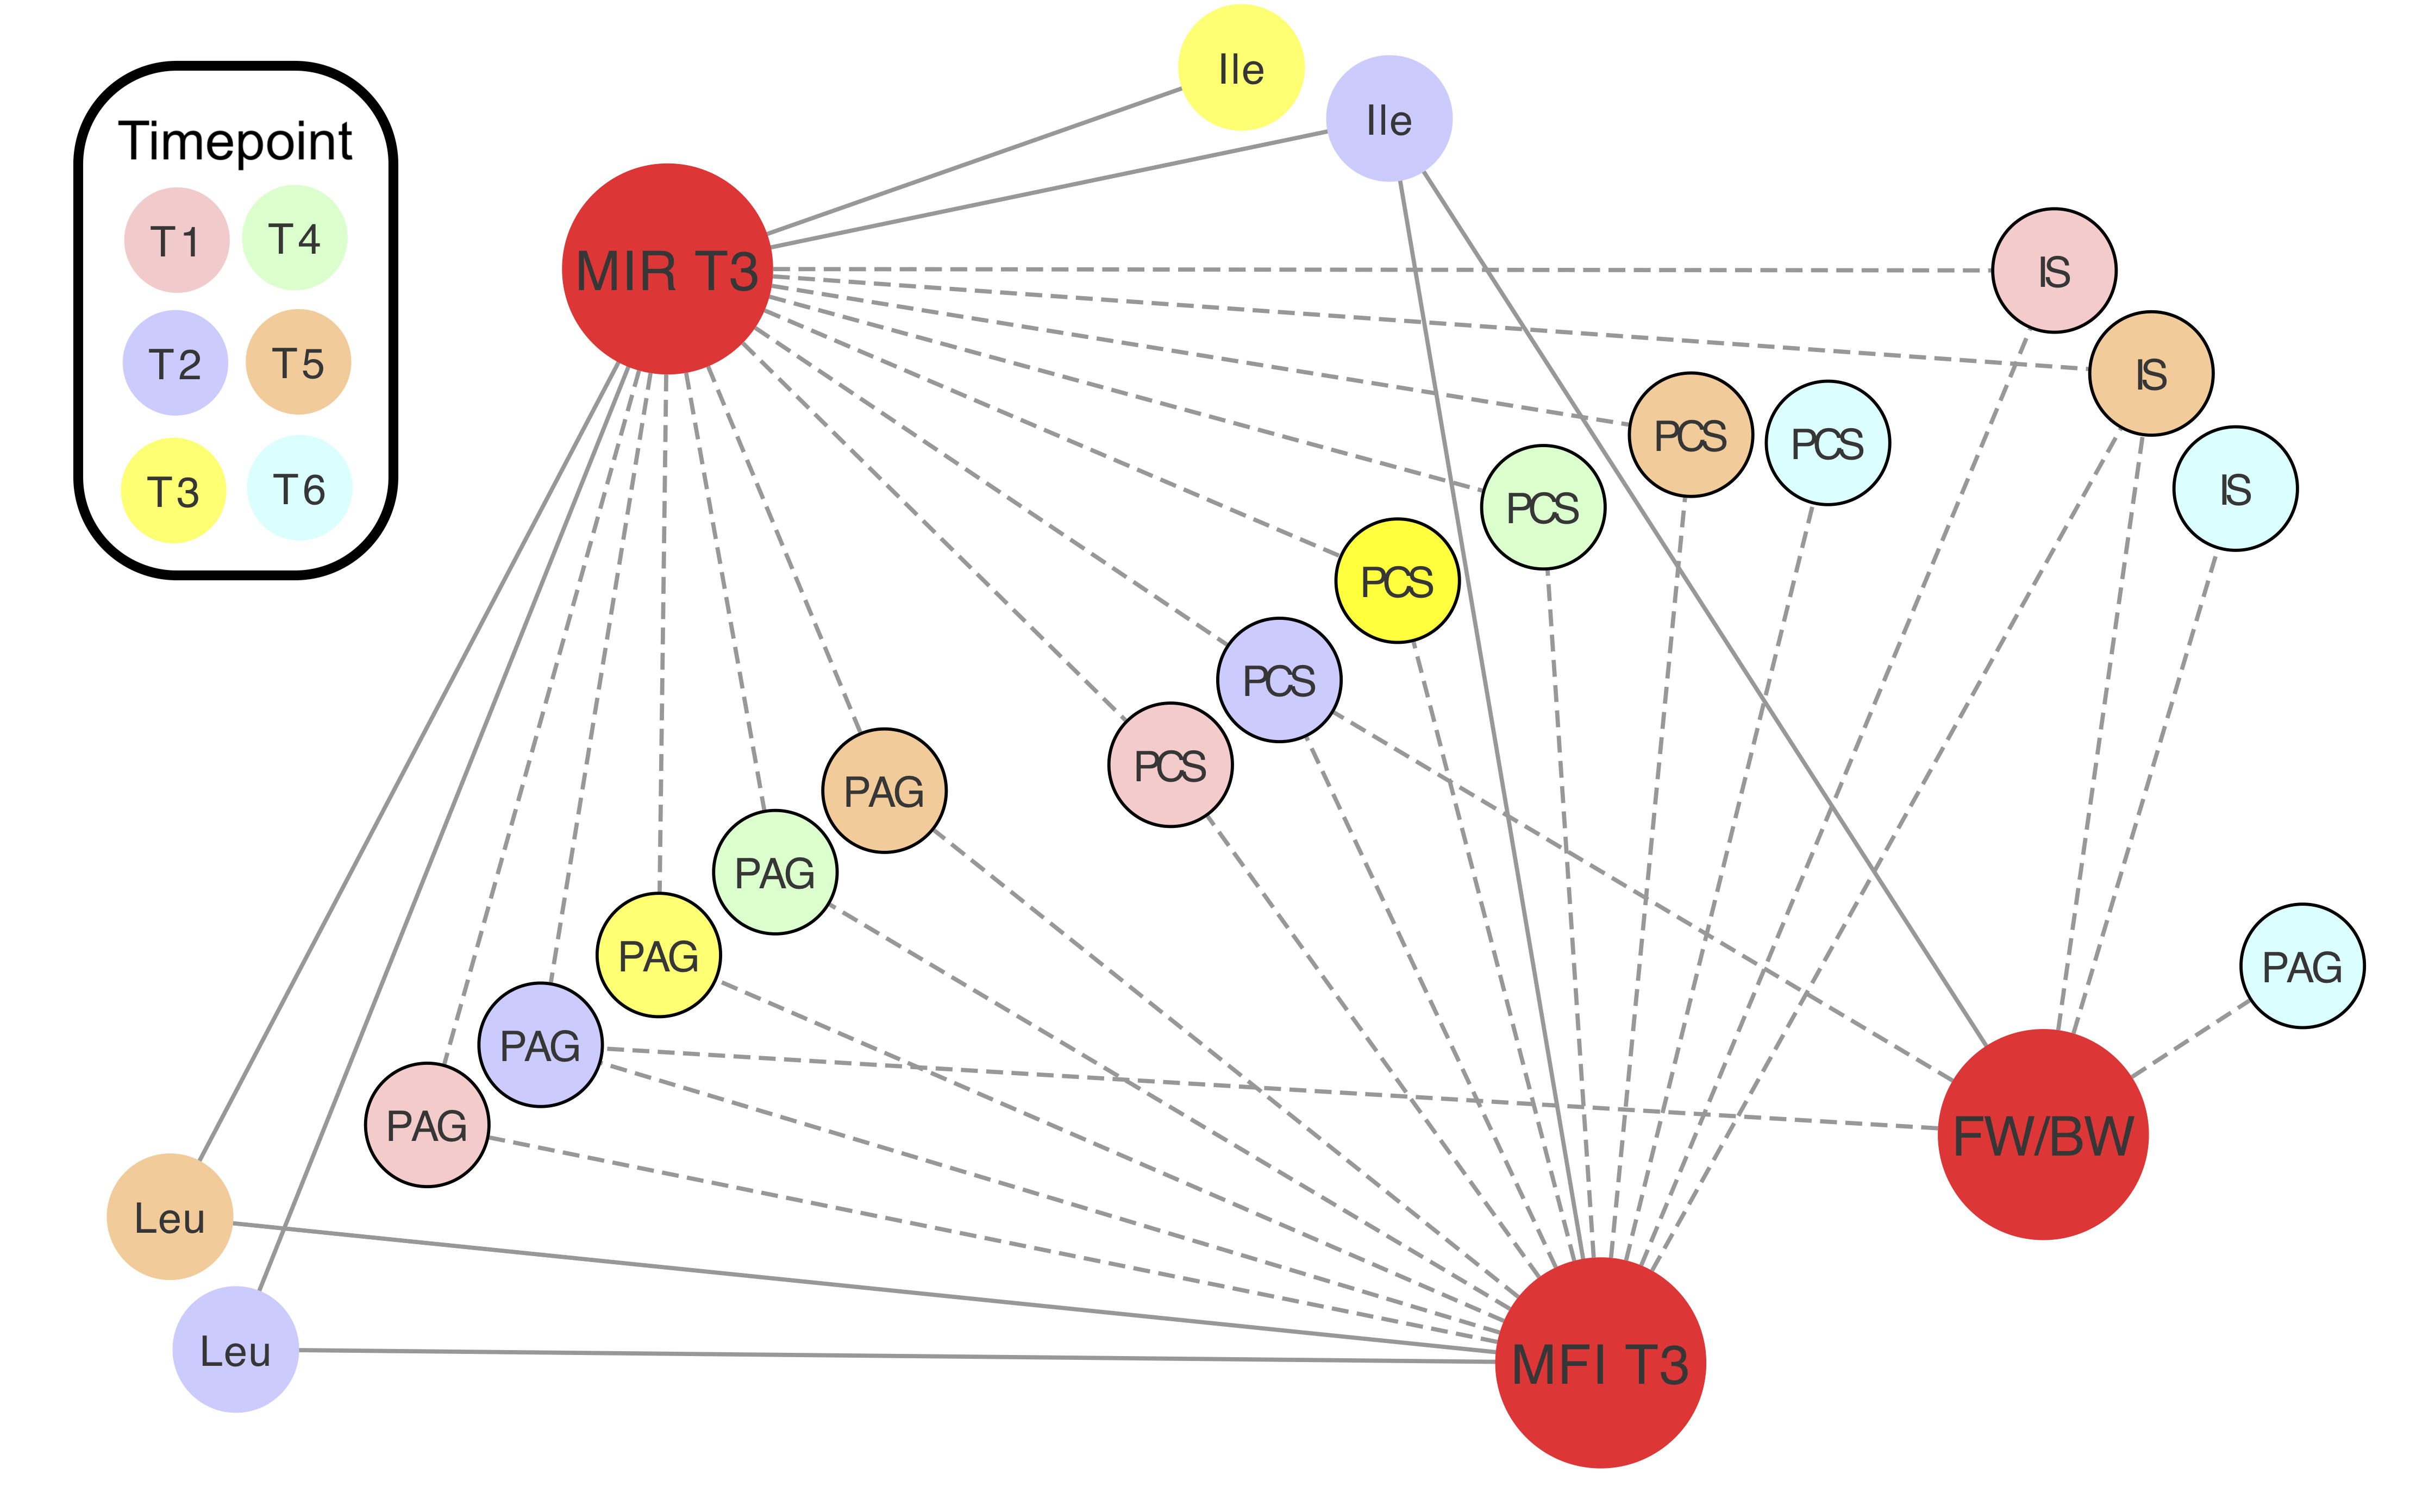 Timepoint
T1 T4
T2 T5
T3 T6
Ile
Ile
MIR T3
IS
IS
IS
PCS
PCS
PCS
PCS
PCS
PCS
PAG
PAG
PAG
PAG
PAG
PAG
FW/BW
Leu
Leu
MFI T3